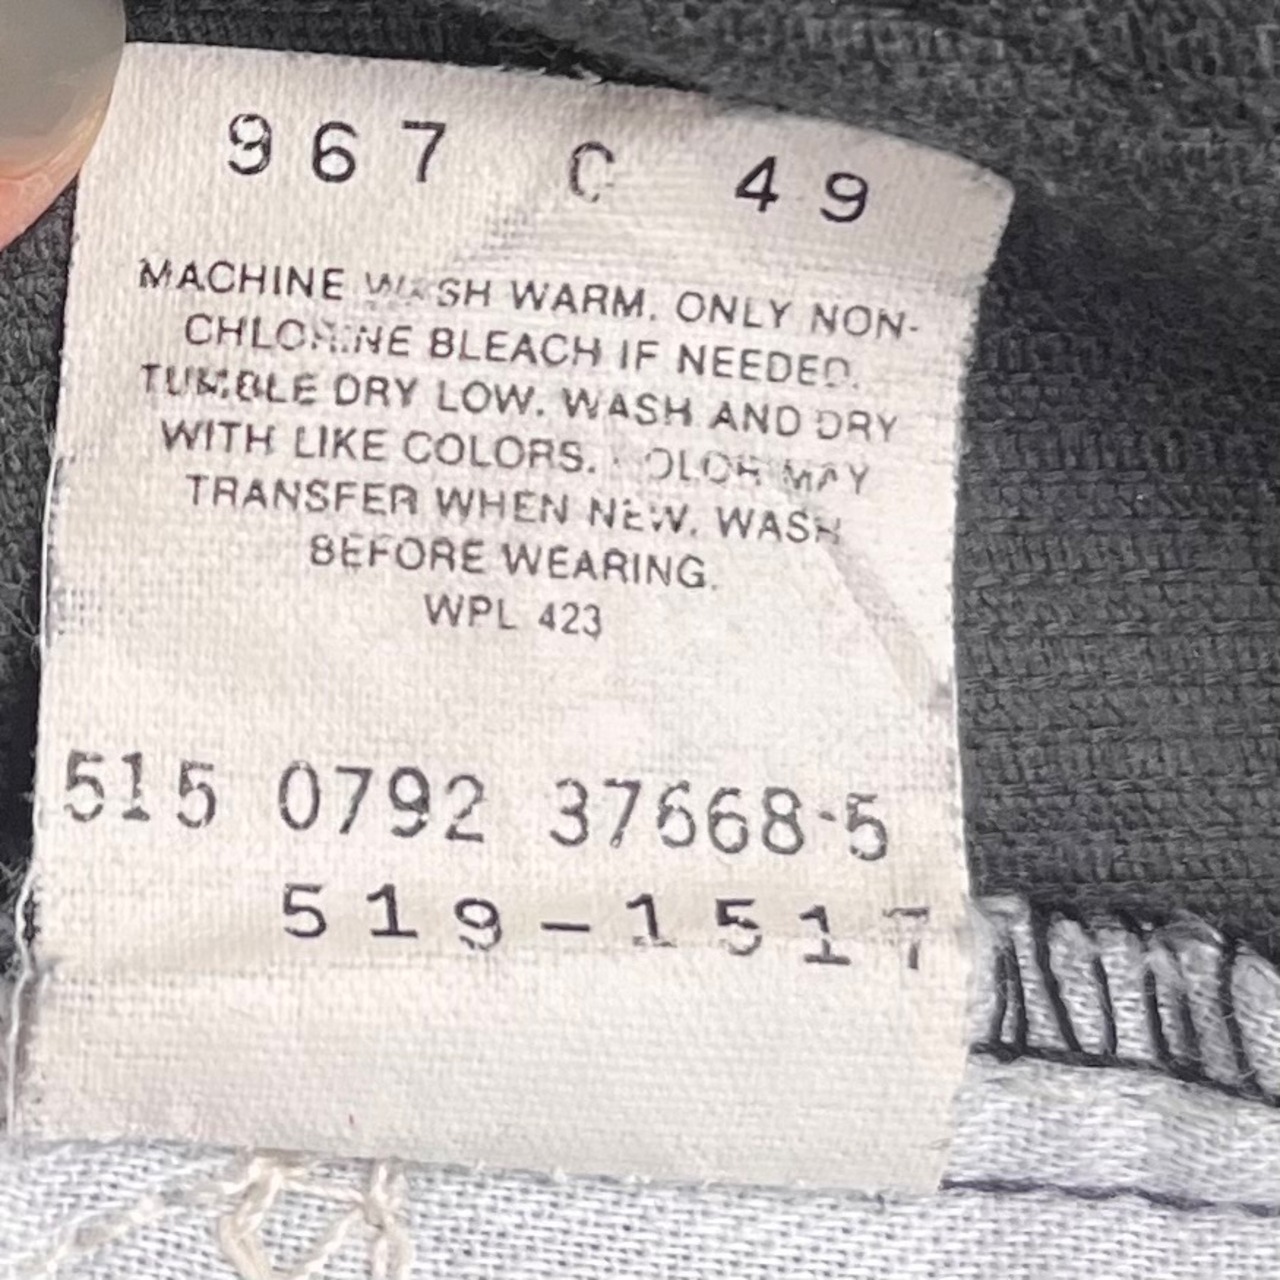 967 C 49
MACHINE WASH WARM. ONLY NON-
CHLORINE BLEACH IF NEEDED.
TUMBLE DRY LOW. WASH AND DRY
WITH LIKE COLORS. COLOR MAY
TRANSFER WHEN NEW. WASH
BEFORE WEARING.
WPL 423
515 0792 37668-5
519-1517